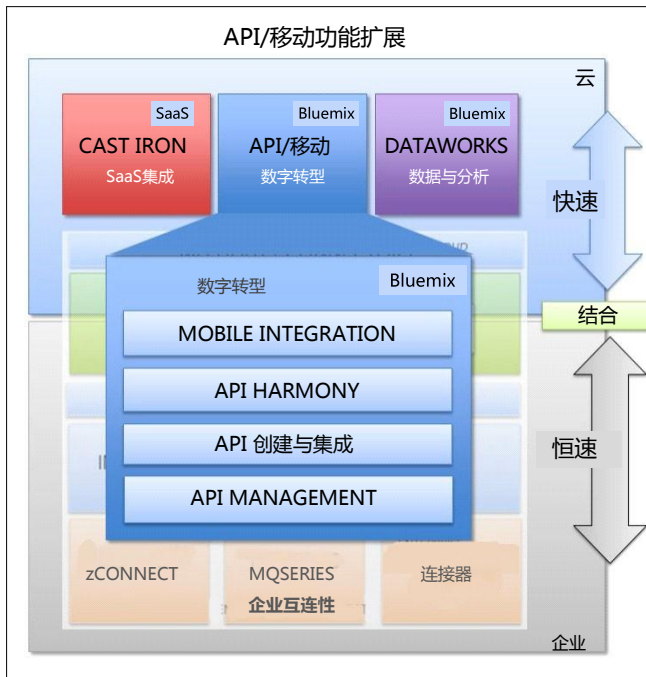 API/移动功能扩展
云
SaaS
Bluemix
Bluemix
CAST IRON
API/移动
DATAWORKS
SaaS集成
数字转型
数据与分析
快速
数字转型
Bluemix
结合
MOBILE INTEGRATION
API HARMONY
API 创建与集成
恒速
API MANAGEMENT
zCONNECT
MQSERIES
连接器
企业互连性
企业